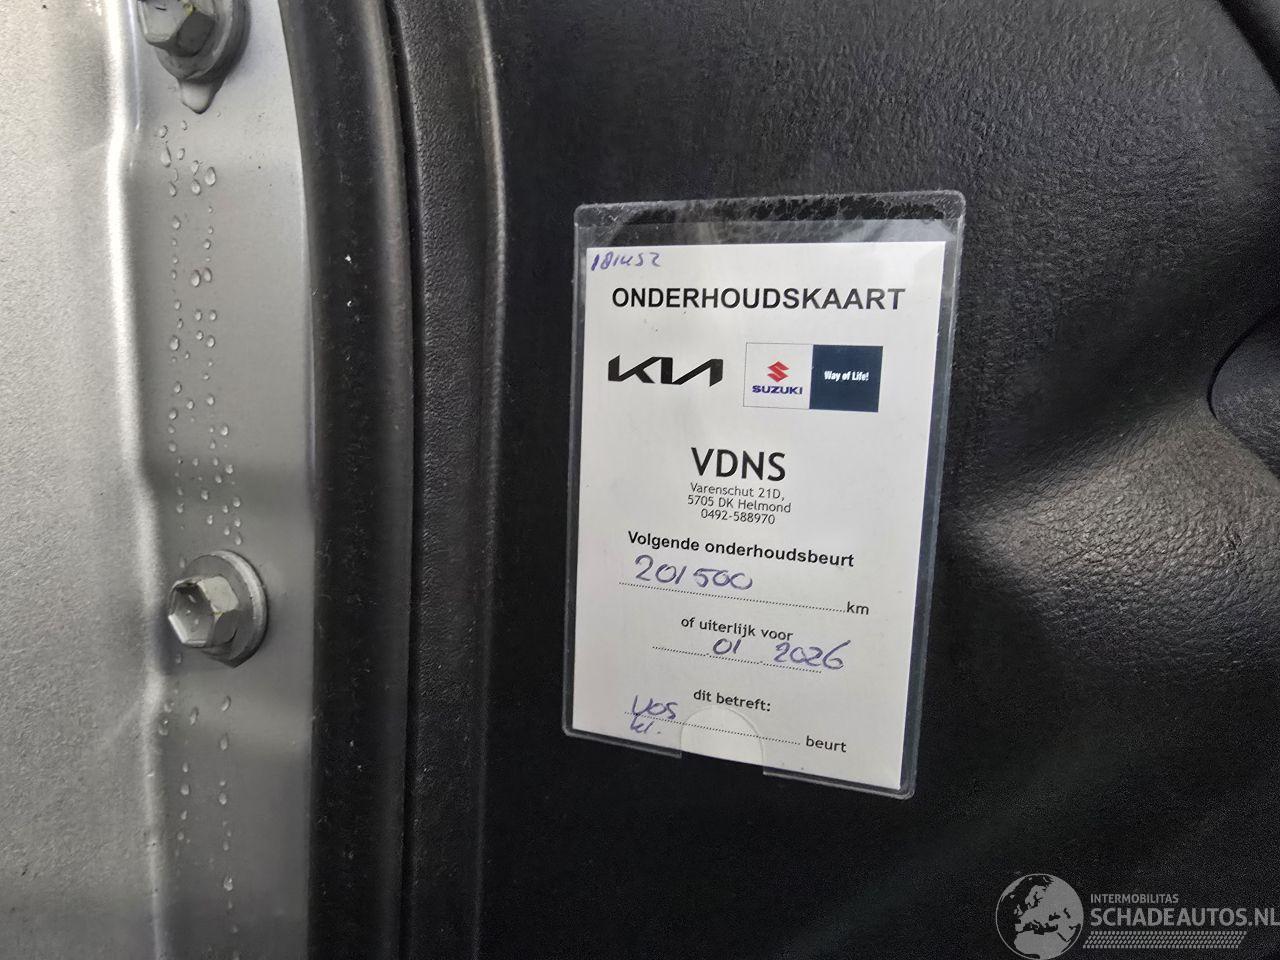 181452
ONDERHOUDSKAART
KIA SUZUKI Way of Life!
VDNS
Varenschut 21D,
5705 DK Helmond
0492-588970
Volgende onderhoudsbeurt
201500 km
of uiterlijk voor
01 2026
dit betreft:
beurt
INTERMOBILITAS
SCHADEAUTOS.NL